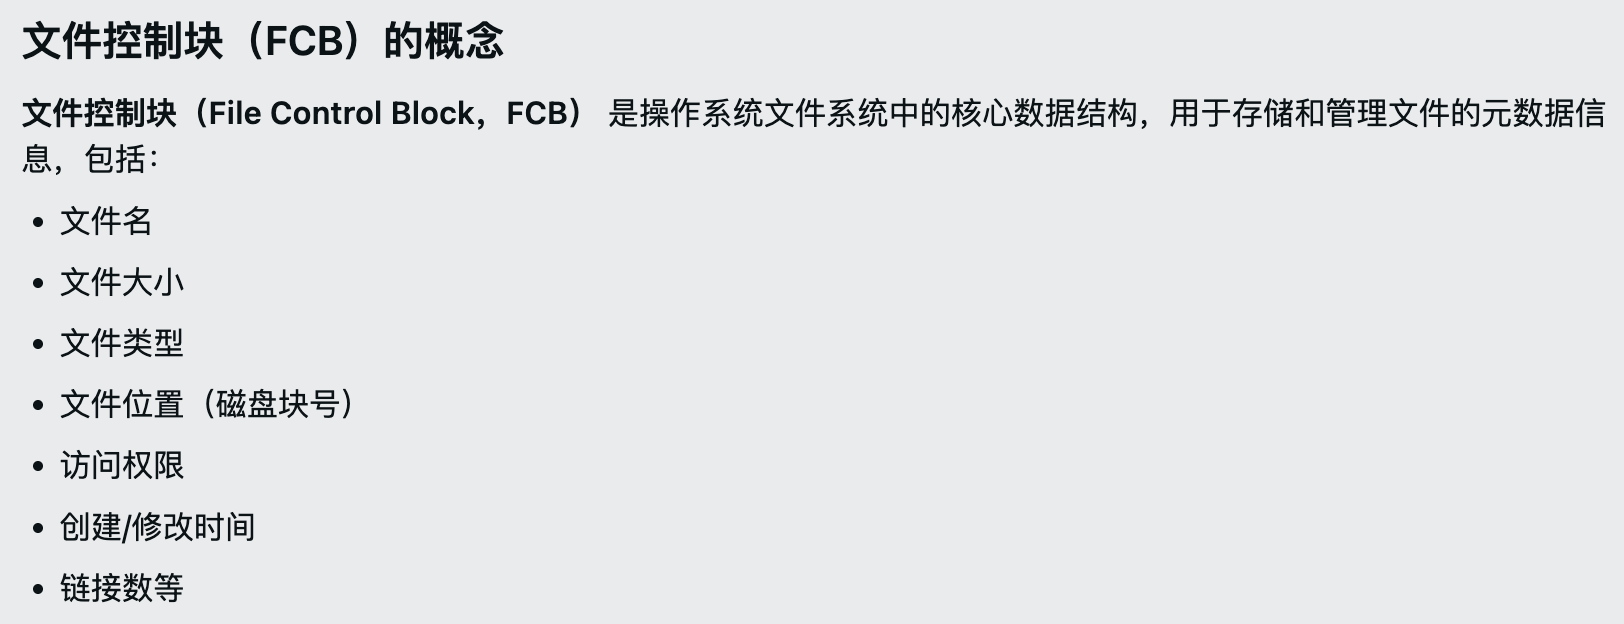 文件控制块（FCB）的概念
文件控制块（File Control Block，FCB） 是操作系统文件系统中的核心数据结构，用于存储和管理文件的元数据信
息，包括：
• 文件名
• 文件大小
• 文件类型
• 文件位置（磁盘块号）
• 访问权限
• 创建/修改时间
• 链接数等